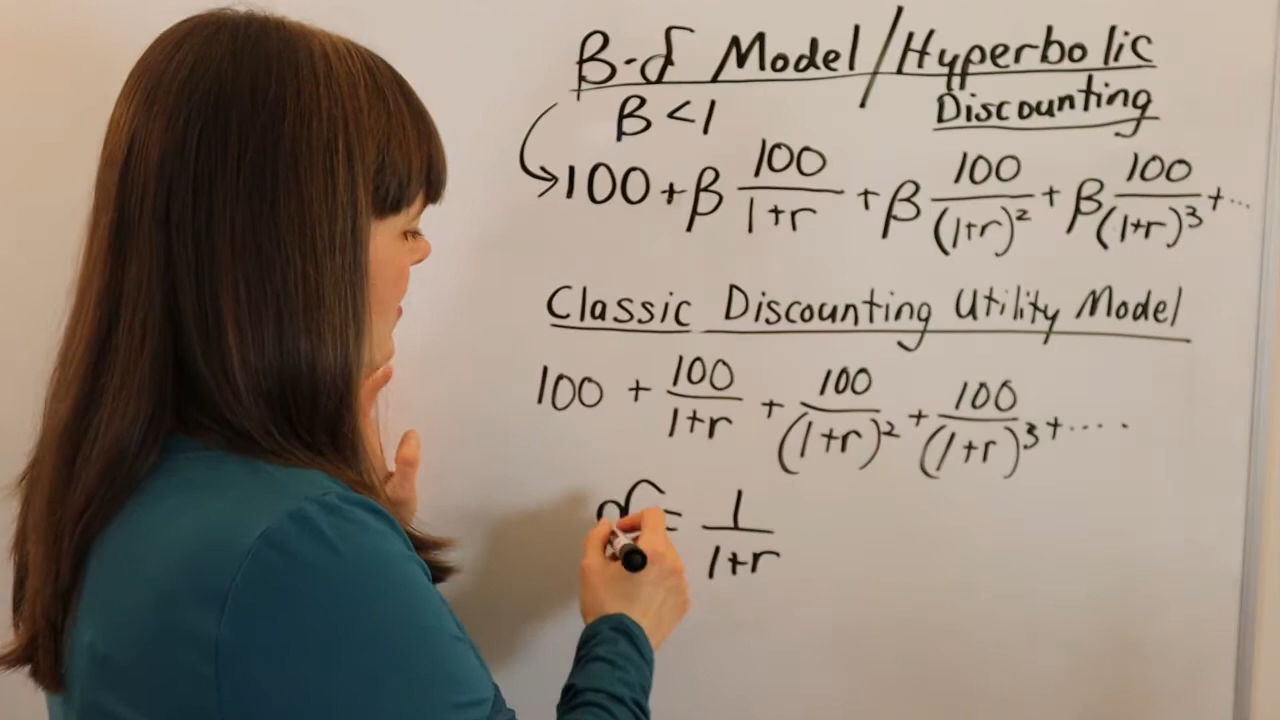 β-δ Model/Hyperbolic
Discounting
β<1
100+β 100/1+r + β 100/(1+r)² + β 100/(1+r)³ +...
Classic Discounting Utility Model
100 + 100/1+r + 100/(1+r)² + 100/(1+r)³ +....
δ = 1/1+r